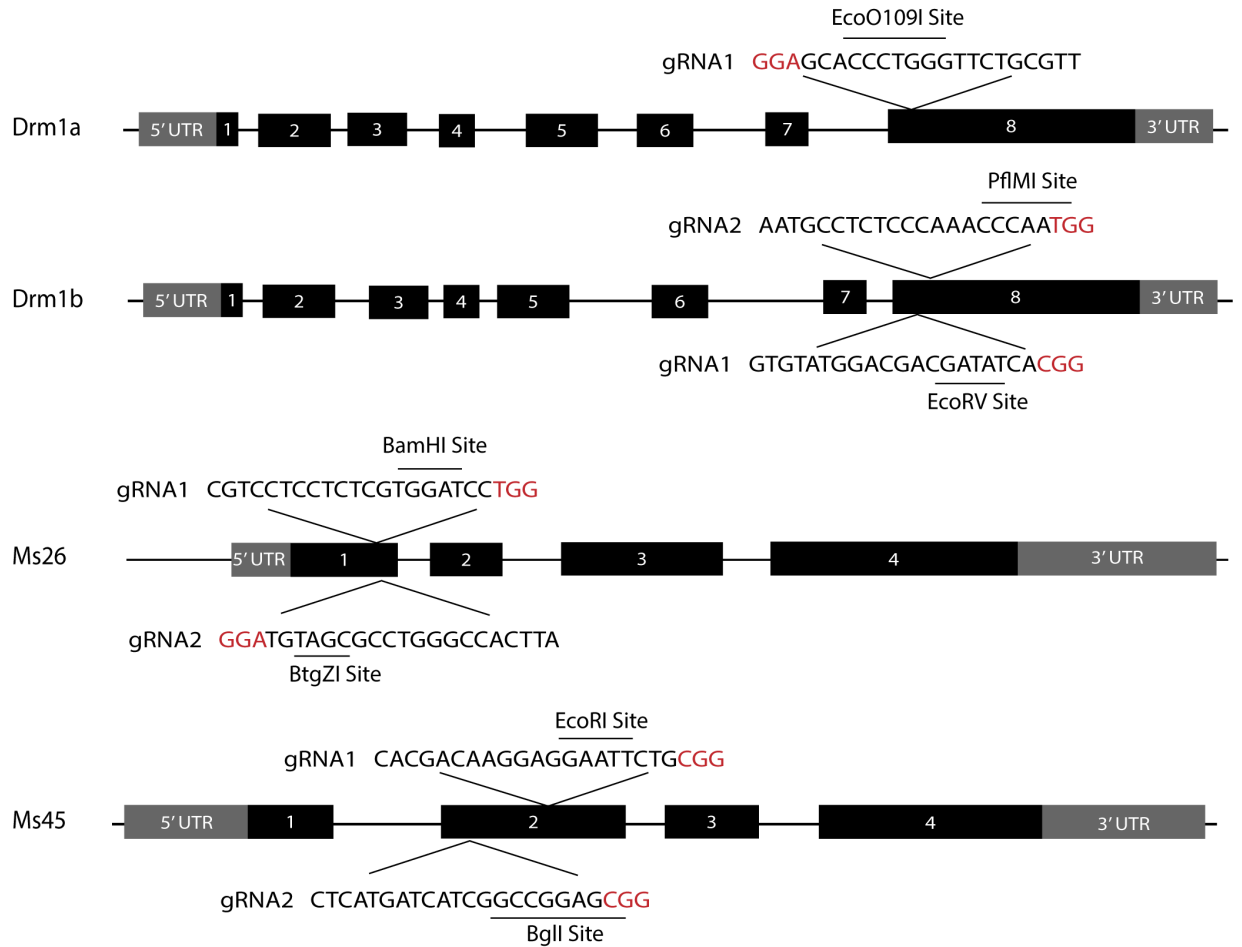 EcoO109I Site
gRNA1 GGAGCACCCTGGGTTCTGCGTT
Drm1a 5' UTR 1 2 3 4 5 6 7 8 3' UTR
PflMI Site
gRNA2 AATGCCTCTCCCAAACCCAATGG
Drm1b 5' UTR 1 2 3 4 5 6 7 8 3' UTR
gRNA1 GTGTATGGACGACGATATCACGG
EcoRV Site
BamHI Site
gRNA1 CGTCCTCCTCTCGTGGATCCTGG
Ms26 5' UTR 1 2 3 4 3' UTR
gRNA2 GGATGTAGCGCCTGGGCCACTTA
BtgZI Site
EcoRI Site
gRNA1 CACGACAAGGAGGAATTCTGCGG
Ms45 5' UTR 1 2 3 4 3' UTR
gRNA2 CTCATGATCATCGGCCGGAGCGG
BglI Site